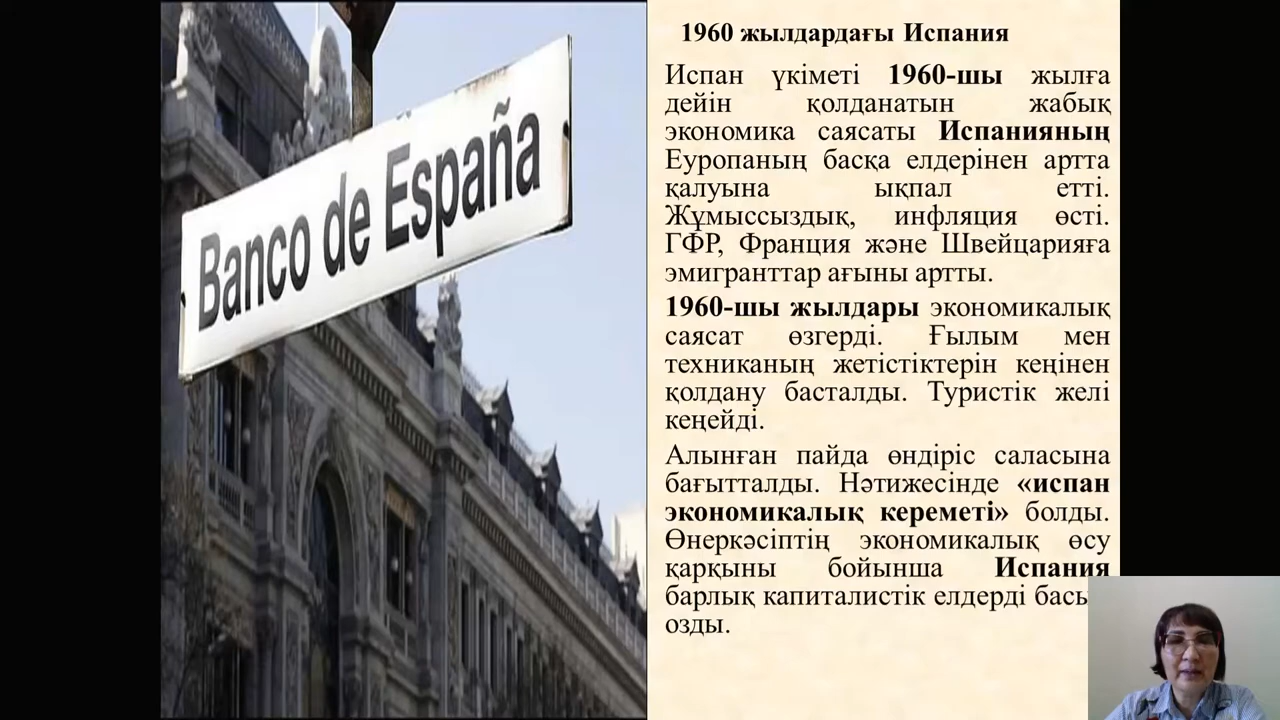 Banco de España
1960 жылдардағы Испания
Испан үкіметі 1960-шы жылға
дейін қолданатын жабық
экономика саясаты Испанияның
Еуропаның басқа елдерінен артта
қалуына ықпал етті.
Жұмыссыздық, инфляция өсті.
ГФР, Франция және Швейцарияға
эмигранттар ағыны артты.
1960-шы жылдары экономикалық
саясат өзгерді. Ғылым мен
техниканың жетістіктерін кеңінен
қолдану басталды. Туристік желі
кеңейді.
Алынған пайда өндіріс саласына
бағытталды. Нәтижесінде «испан
экономикалық кереметі» болды.
Өнеркәсіптің экономикалық өсу
қарқыны бойынша Испания
барлық капиталистік елдерді
озды.